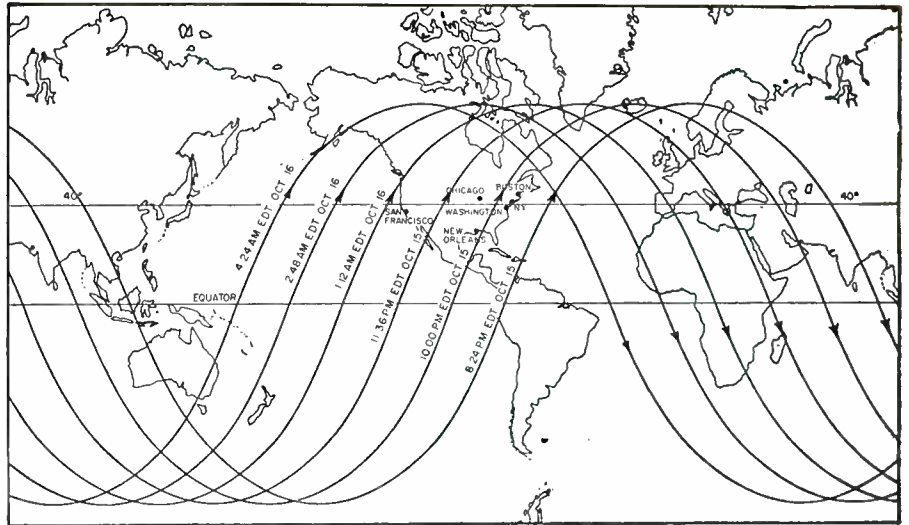 40°
40°
CHICAGO
BOSTON
SAN
FRANCISCO
WASHINGTON
N.Y.
NEW
ORLEANS
EQUATOR
4:24 AM EDT OCT 16
2:48 AM EDT OCT 16
1:12 AM EDT OCT 16
11:36 PM EDT OCT 15
10:00 PM EDT OCT 15
8:24 PM EDT OCT 15